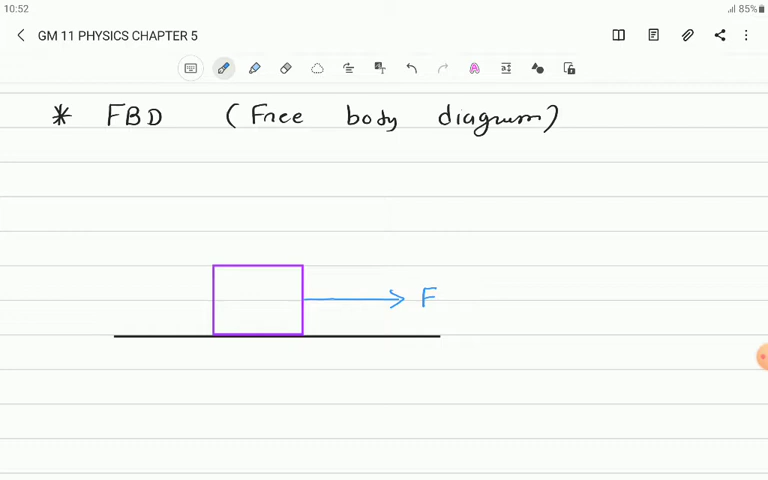 10:52
85%
GM 11 PHYSICS CHAPTER 5
* FBD (Free body diagram)
F